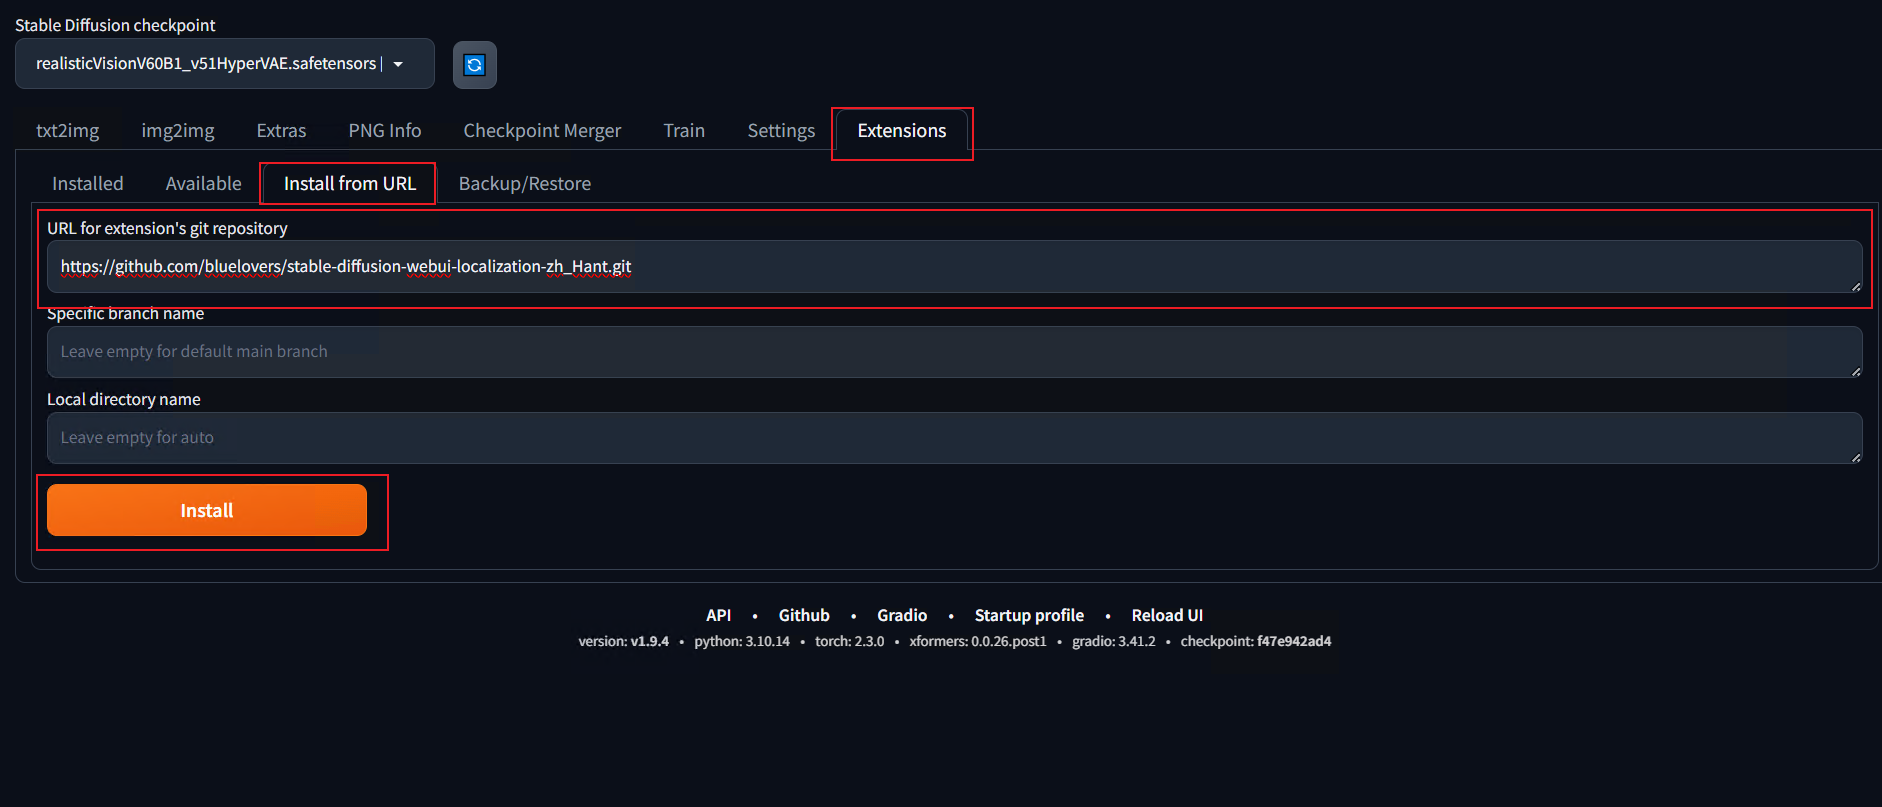 Stable Diffusion checkpoint
realisticVisionV60B1_v51HyperVAE.safetensors |
txt2img img2img Extras PNG Info Checkpoint Merger Train Settings Extensions
Installed Available Install from URL Backup/Restore
URL for extension's git repository
https://github.com/bluelovers/stable-diffusion-webui-localization-zh_Hant.git
Specific branch name
Leave empty for default main branch
Local directory name
Leave empty for auto
Install
API • Github • Gradio • Startup profile • Reload UI
version: v1.9.4 • python: 3.10.14 • torch: 2.3.0 • xformers: 0.0.26.post1 • gradio: 3.41.2 • checkpoint: f47e942ad4